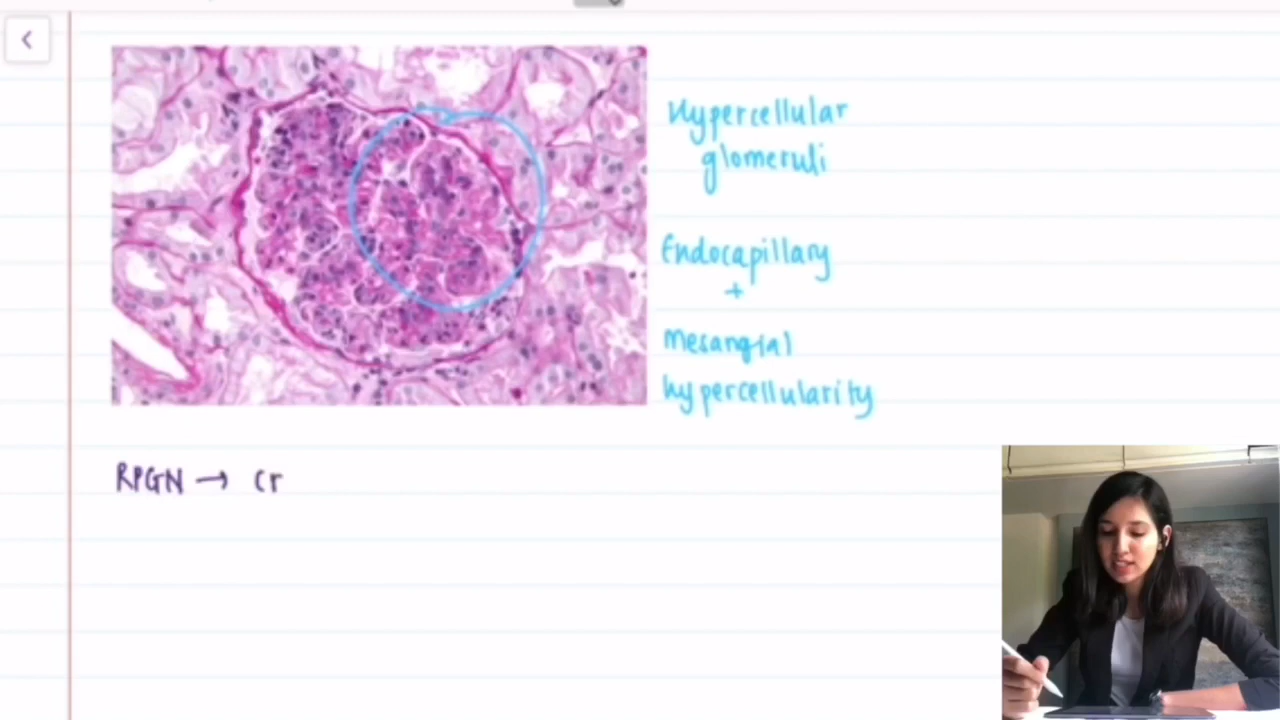 Hypercellular
glomeruli
Endocapillary
+
mesangial
hypercellularity
RPGN → cr